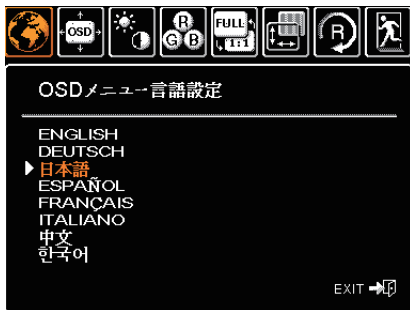 OSD
R
G B
FULL
1:1
R
OSDメニュー言語設定
ENGLISH
DEUTSCH
日本語
ESPAÑOL
FRANÇAIS
ITALIANO
中文
한국어
EXIT